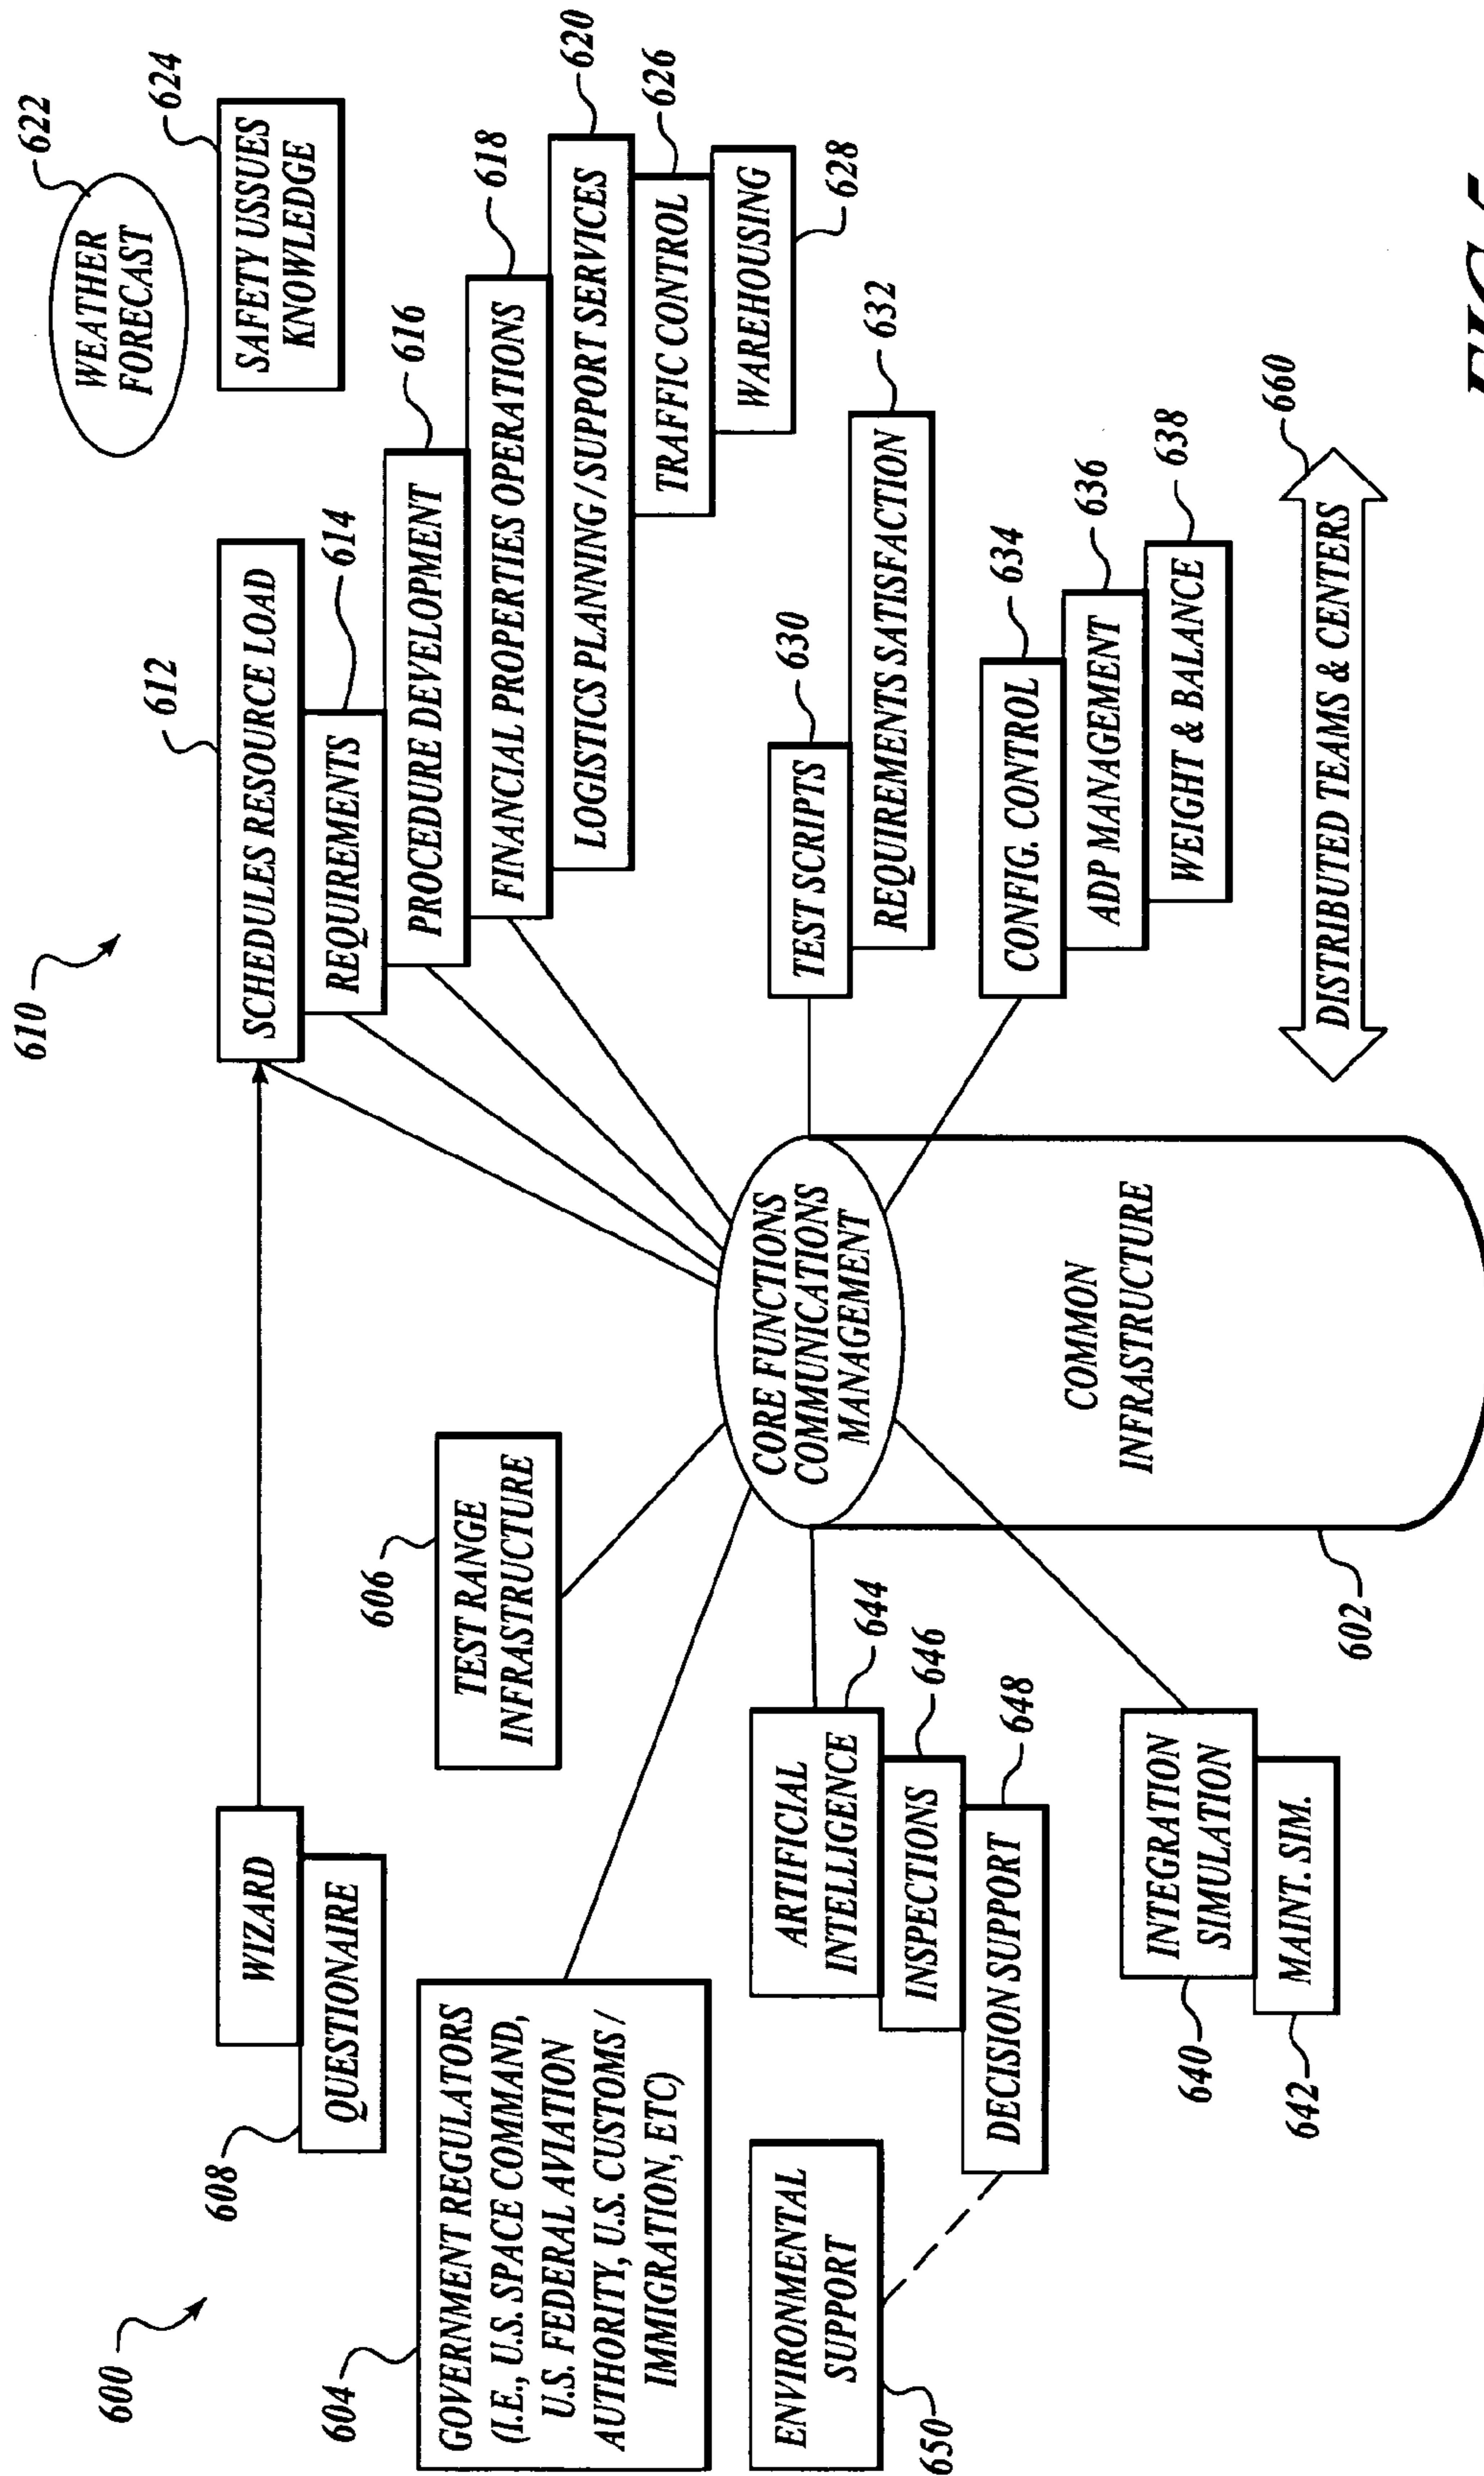 600
610
622
WEATHER
FORECAST
624
SAFETY USSUES
KNOWLEDGE
608
WIZARD
QUESTIONAIRE
612
SCHEDULES RESOURCE LOAD
614
REQUIREMENTS
616
PROCEDURE DEVELOPMENT
618
FINANCIAL PROPERTIES OPERATIONS
620
LOGISTICS PLANNING/SUPPORT SERVICES
626
TRAFFIC CONTROL
WAREHOUSING
628
604
GOVERNMENT REGULATORS
(I.E., U.S. SPACE COMMAND,
U.S. FEDERAL AVIATION
AUTHORITY, U.S. CUSTOMS /
IMMIGRATION, ETC)
606
TEST RANGE
INFRASTRUCTURE
CORE FUNCTIONS
COMMUNICATIONS
MANAGEMENT
COMMON
INFRASTRUCTURE
602
630
TEST SCRIPTS
632
REQUIREMENTS SATISFACTION
634
CONFIG. CONTROL
636
ADP MANAGEMENT
638
WEIGHT & BALANCE
660
DISTRIBUTED TEAMS & CENTERS
ENVIRONMENTAL
SUPPORT
650
ARTIFICIAL
INTELLIGENCE
644
INSPECTIONS
646
DECISION SUPPORT
648
INTEGRATION
SIMULATION
640
MAINT. SIM.
642